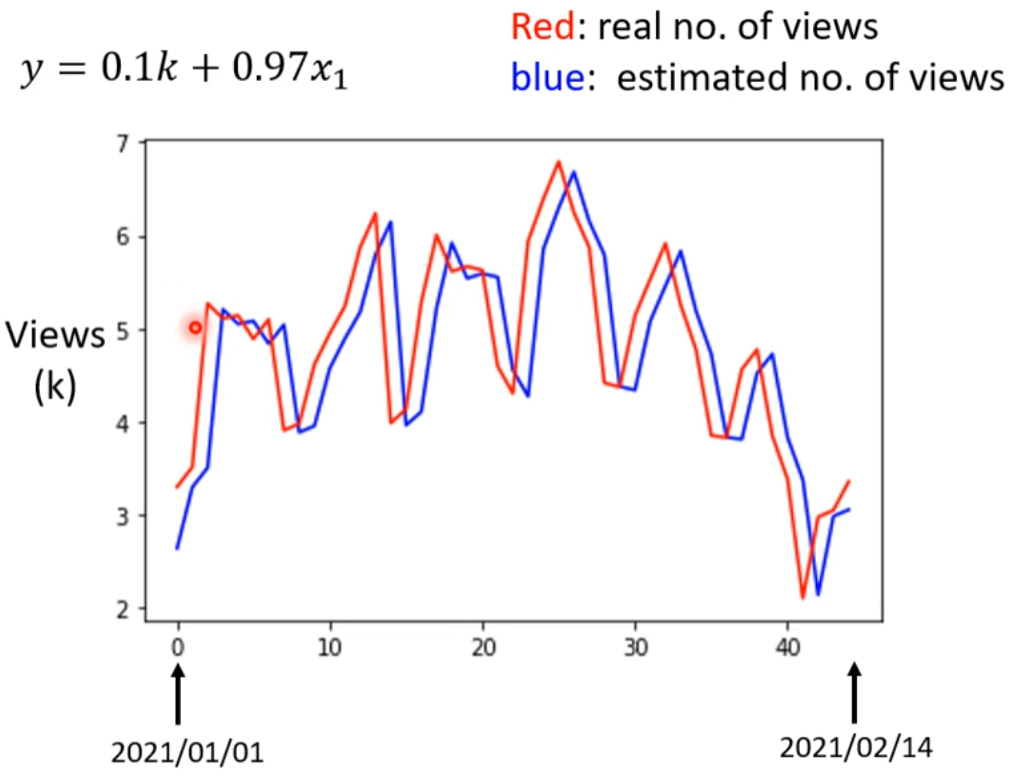 Red: real no. of views
y = 0.1k + 0.97x₁
blue: estimated no. of views
7
6
Views 5
(k)
4
3
2
0 10 20 30 40
2021/01/01
2021/02/14